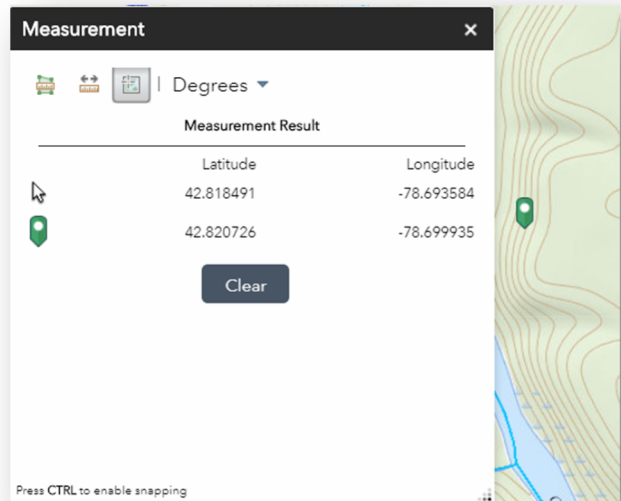 Measurement
Degrees
Measurement Result
Latitude Longitude
42.818491 -78.693584
42.820726 -78.699935
Clear
Press CTRL to enable snapping